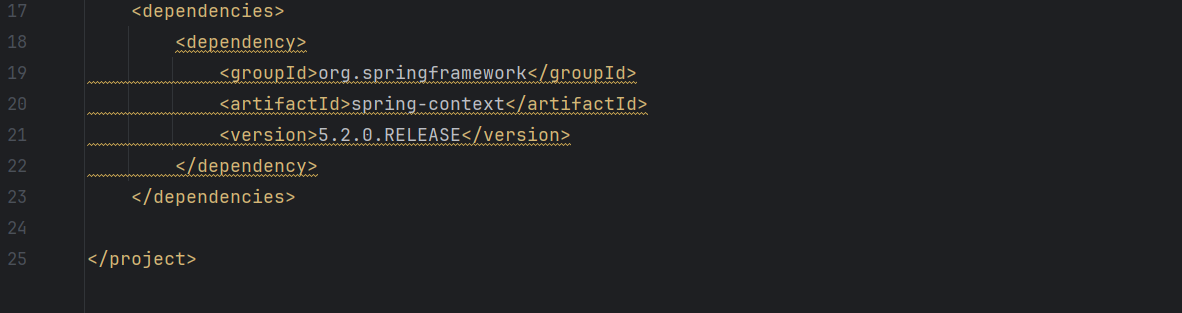 17 <dependencies>
18 <dependency>
19 <groupId>org.springframework</groupId>
20 <artifactId>spring-context</artifactId>
21 <version>5.2.0.RELEASE</version>
22 </dependency>
23 </dependencies>
24
25 </project>